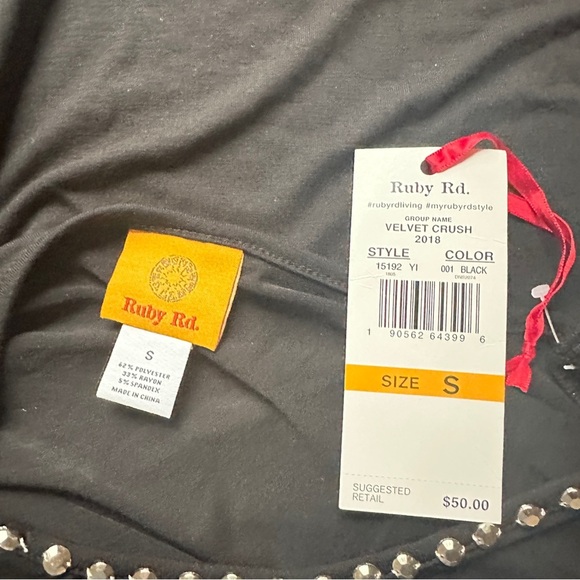 Ruby Rd.
S
62% POLYESTER
33% RAYON
5% SPANDEX
MADE IN CHINA
Ruby Rd.
#rubyrdliving #myrubyrdstyle
GROUP NAME
VELVET CRUSH
2018
STYLE COLOR
15192 YI 001 BLACK
1 90562 64399 6
SIZE S
SUGGESTED
RETAIL $50.00